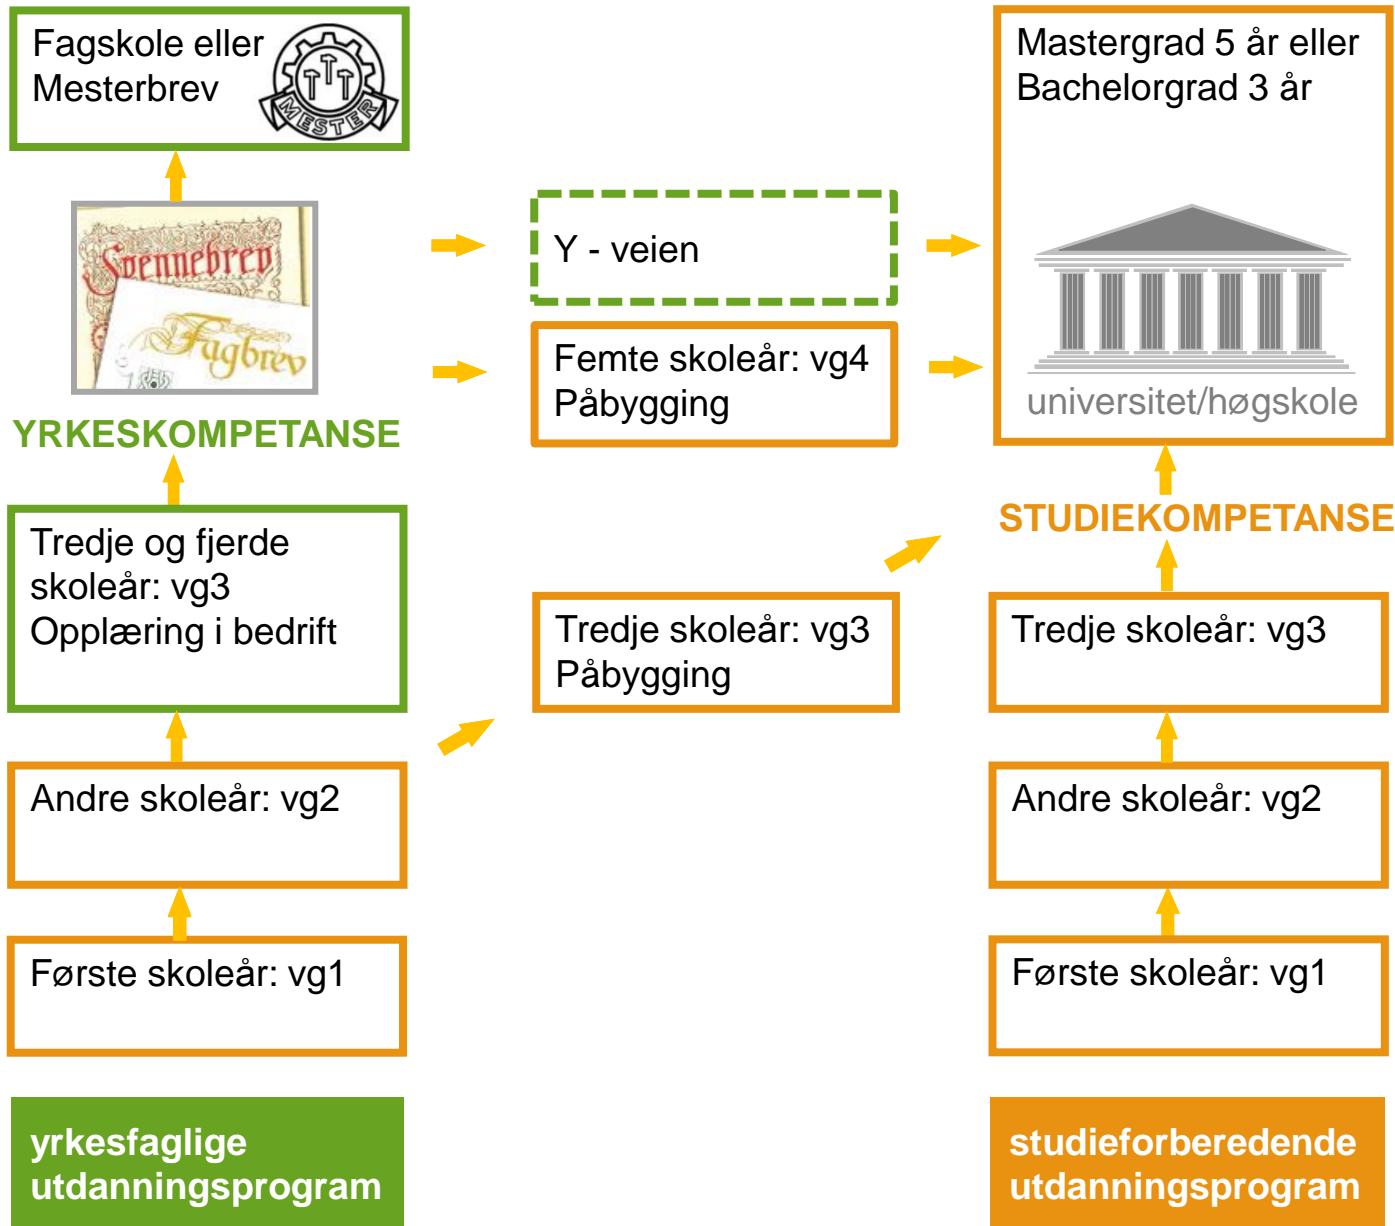 Fagskole eller
Mesterbrev
MESTER
Svennebrev
Fagbrev
YRKESKOMPETANSE
Tredje og fjerde
skoleår: vg3
Opplæring i bedrift
Andre skoleår: vg2
Første skoleår: vg1
yrkesfaglige
utdanningsprogram
Y - veien
Femte skoleår: vg4
Påbygging
Tredje skoleår: vg3
Påbygging
Mastergrad 5 år eller
Bachelorgrad 3 år
universitet/høgskole
STUDIEKOMPETANSE
Tredje skoleår: vg3
Andre skoleår: vg2
Første skoleår: vg1
studieforberedende
utdanningsprogram